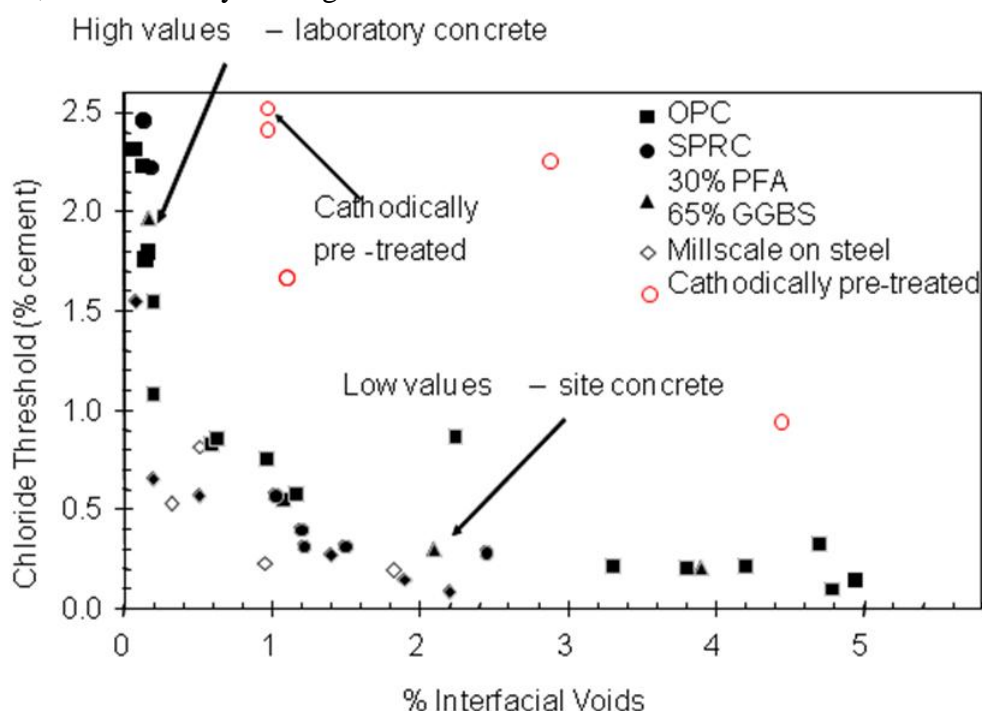 High values – laboratory concrete
2.5
OPC
SPRC
30% PFA
65% GGBS
Millscale on steel
Cathodically pre-treated
Cathodically
pre -treated
2.0
1.5
Low values – site concrete
1.0
0.5
0.0
Chloride Threshold (% cement)
0 1 2 3 4 5
% Interfacial Voids